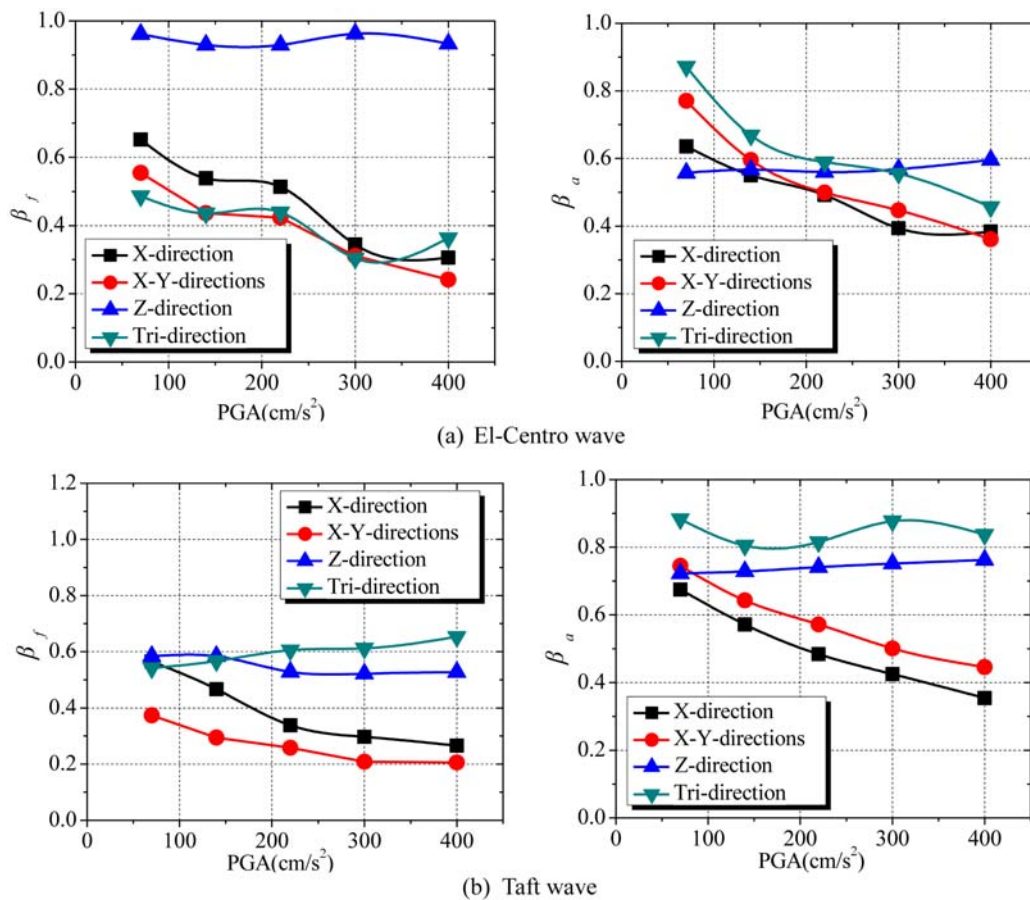 1.0
0.8
0.6
0.4
0.2
0.0
β f
X-direction
X-Y-directions
Z-direction
Tri-direction
0 100 200 300 400
PGA(cm/s²)
1.0
0.8
0.6
0.4
0.2
0.0
β a
X-direction
X-Y-directions
Z-direction
Tri-direction
0 100 200 300 400
PGA(cm/s²)
(a) El-Centro wave
1.2
1.0
0.8
0.6
0.4
0.2
0.0
β f
X-direction
X-Y-directions
Z-direction
Tri-direction
0 100 200 300 400
PGA(cm/s²)
1.0
0.8
0.6
0.4
0.2
0.0
β a
X-direction
X-Y-directions
Z-direction
Tri-direction
0 100 200 300 400
PGA(cm/s²)
(b) Taft wave